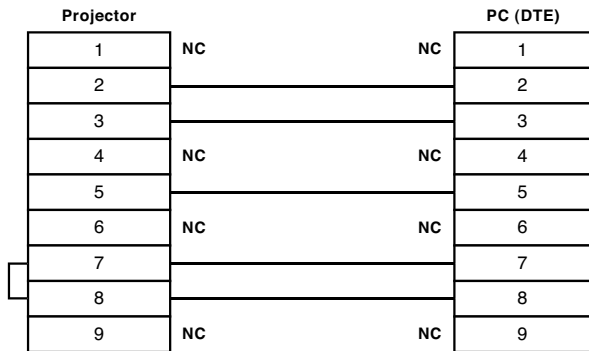 Projector PC (DTE)
1 NC NC 1
2 2
3 3
4 NC NC 4
5 5
6 NC NC 6
7 7
8 8
9 NC NC 9